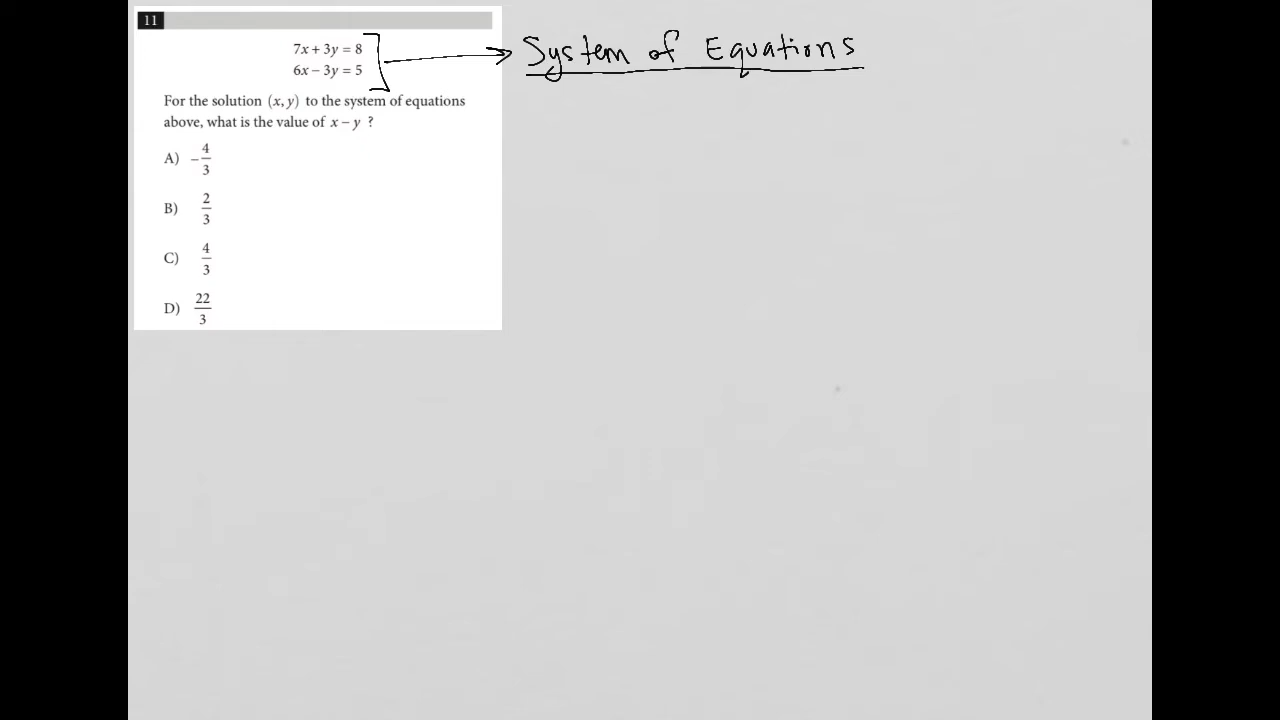 11
7x + 3y = 8
6x − 3y = 5
System of Equations
For the solution (x, y) to the system of equations
above, what is the value of x − y ?
A) −4/3
B) 2/3
C) 4/3
D) 22/3